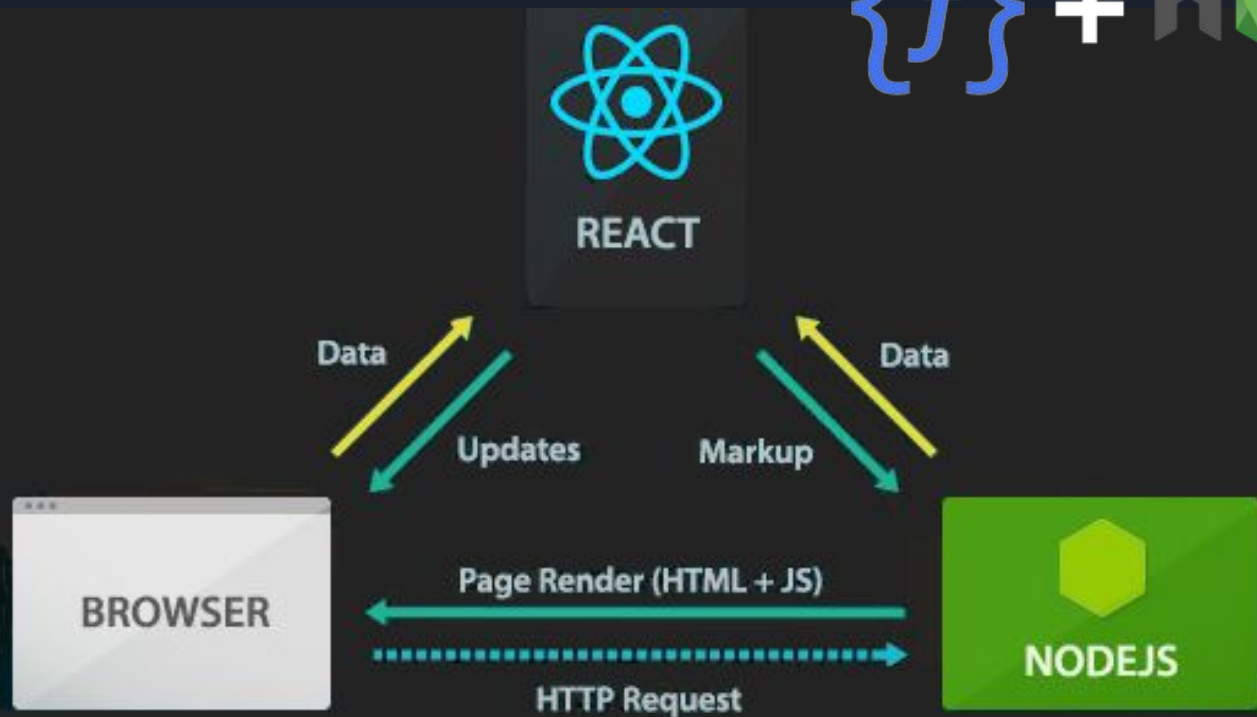 {f} +
REACT
Data
Data
Updates
Markup
BROWSER
Page Render (HTML + JS)
HTTP Request
NODEJS